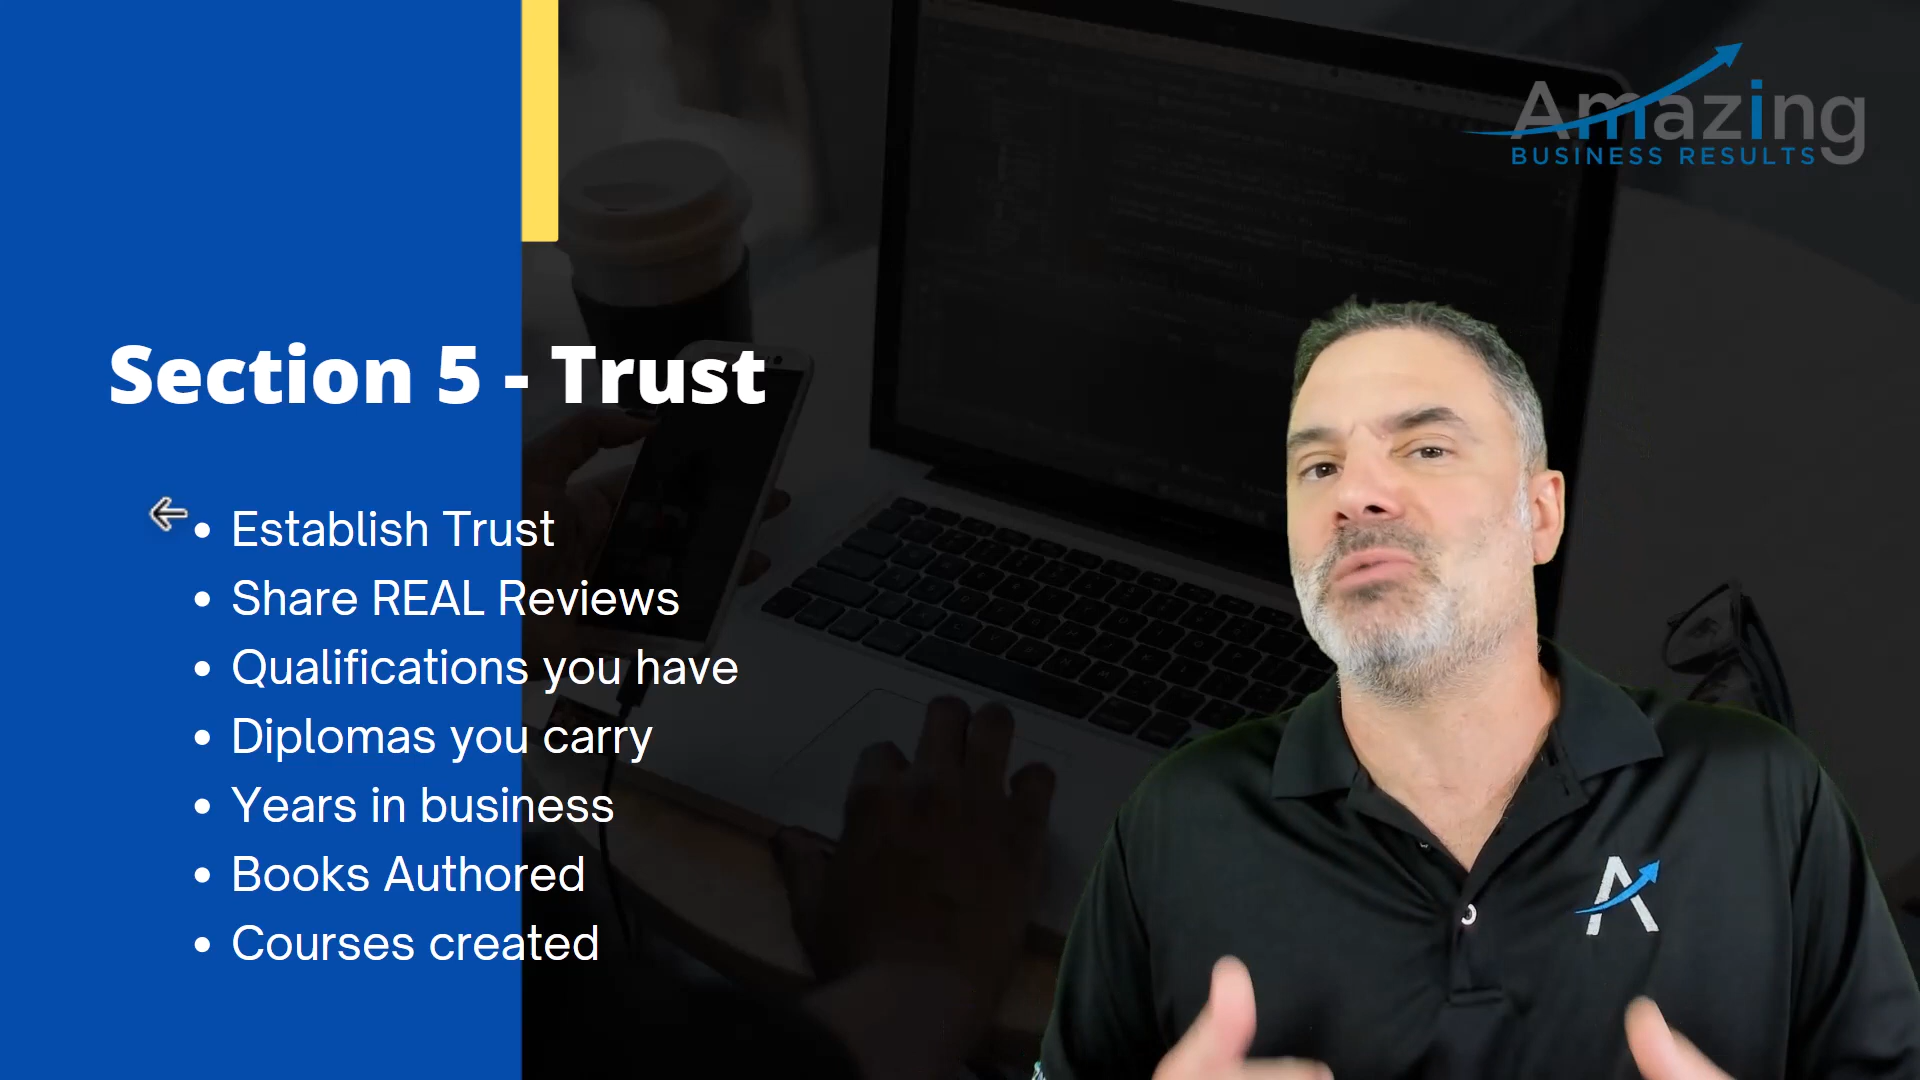 Amazing
BUSINESS RESULTS
Section 5 - Trust
• Establish Trust
• Share REAL Reviews
• Qualifications you have
• Diplomas you carry
• Years in business
• Books Authored
• Courses created
A